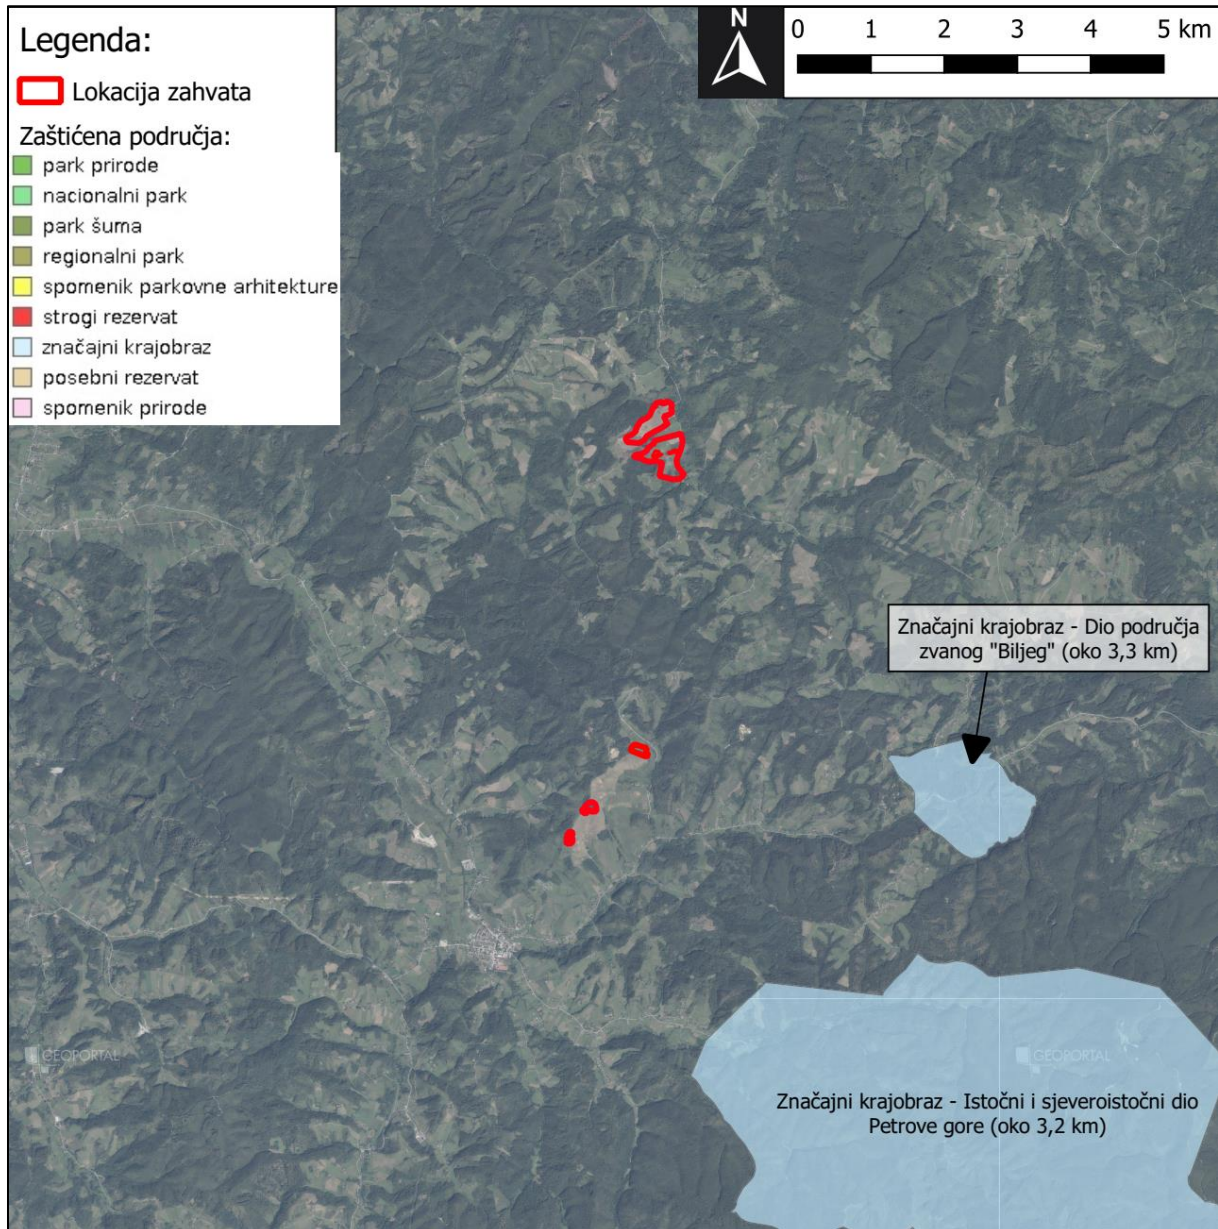 Legenda:
Lokacija zahvata
Zaštićena područja:
park prirode
nacionalni park
park šuma
regionalni park
spomenik parkovne arhitekture
strogi rezervat
značajni krajobraz
posebni rezervat
spomenik prirode
N
0 1 2 3 4 5 km
Značajni krajobraz - Dio područja
zvanog "Biljeg" (oko 3,3 km)
GEOPORTAL
GEOPORTAL
Značajni krajobraz - Istočni i sjeveroistočni dio
Petrove gore (oko 3,2 km)